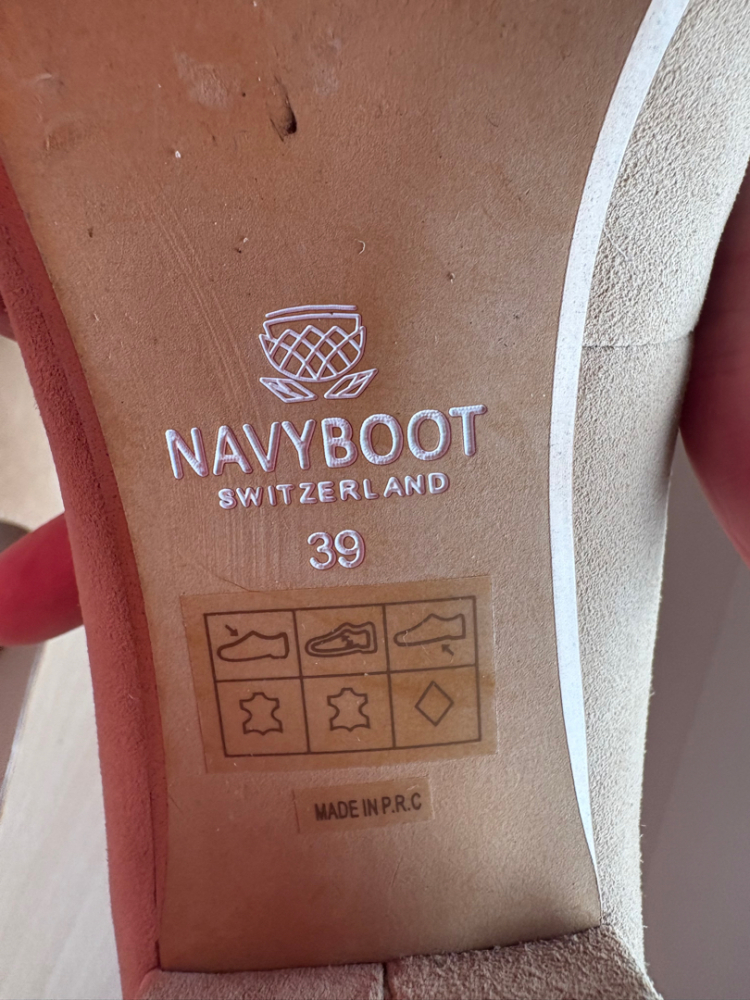 NAVYBOOT
SWITZERLAND
39
MADE IN P.R.C